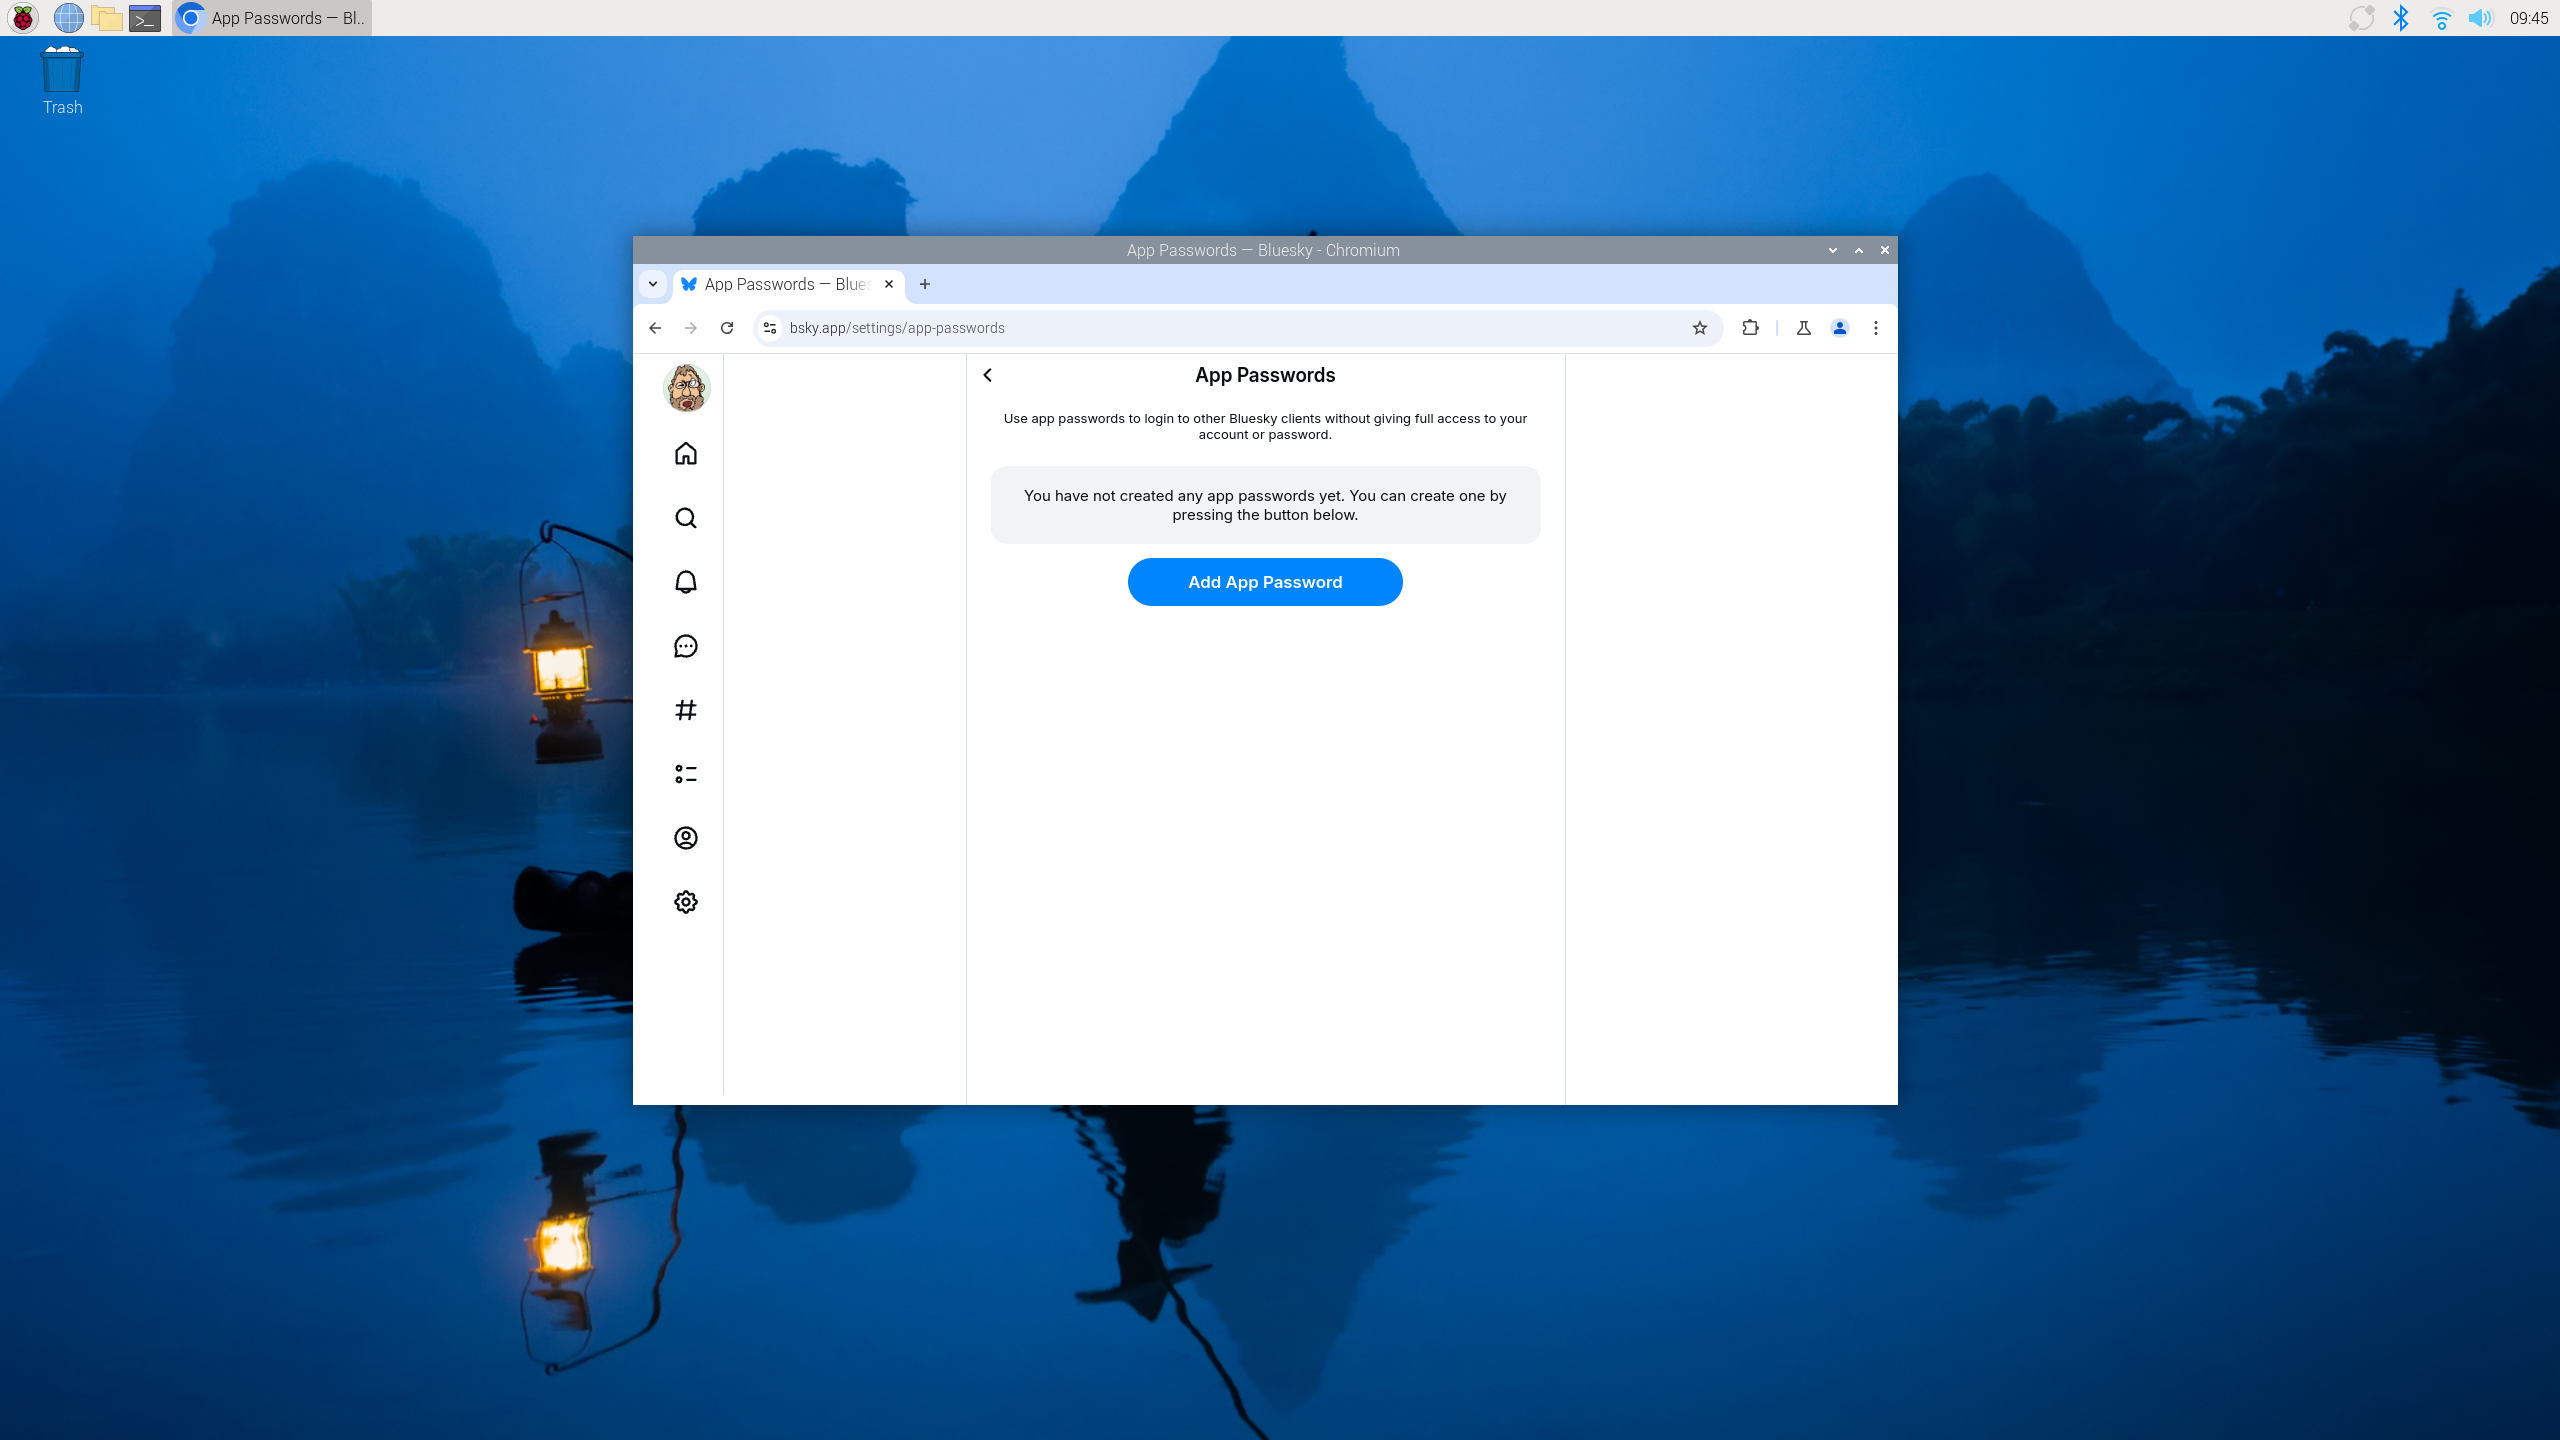 App Passwords — Bl..
09:45
Trash
App Passwords — Bluesky - Chromium
App Passwords — Blues
bsky.app/settings/app-passwords
App Passwords
Use app passwords to login to other Bluesky clients without giving full access to your
account or password.
You have not created any app passwords yet. You can create one by
pressing the button below.
Add App Password